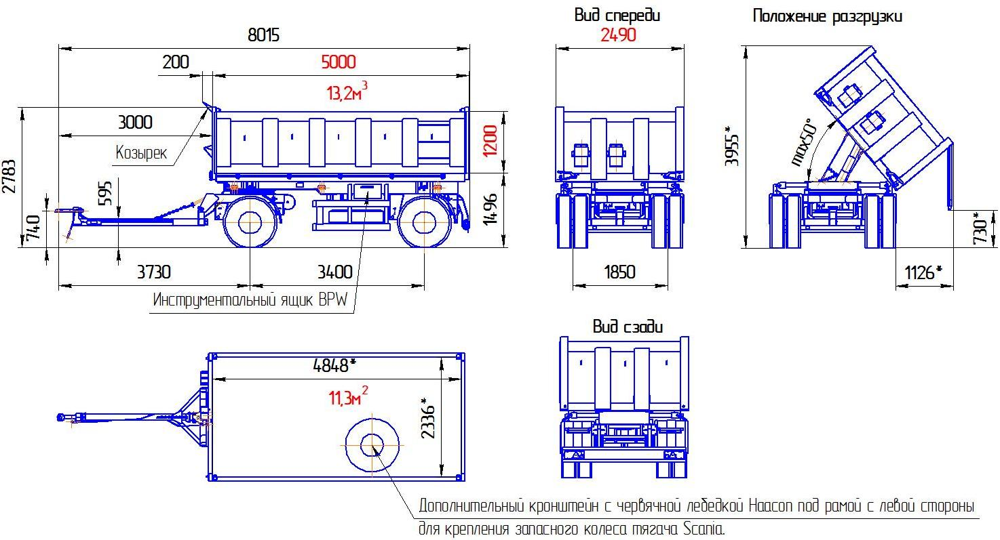 Вид спереди
Положение разгрузки
8015
2490
200
5000
13,2м³
3000
Козырек
1200
2783
595
740
1496
3955*
max50°
730*
3730
3400
1850
1126*
Инструментальный ящик BPW
Вид сзади
4848*
11,3м²
2336*
Дополнительный кронштейн с червячной лебедкой Haacon под рамой с левой стороны
для крепления запасного колеса тягача Scania.